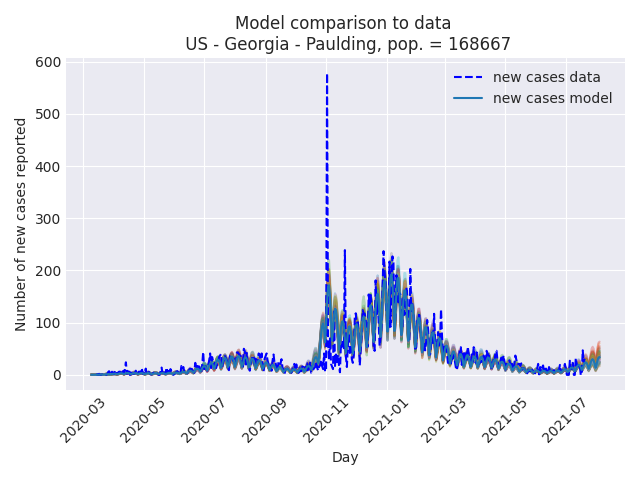 Model comparison to data
US - Georgia - Paulding, pop. = 168667
600
500
400
300
200
100
0
Number of new cases reported
new cases data
new cases model
2020-03
2020-05
2020-07
2020-09
2020-11
2021-01
2021-03
2021-05
2021-07
Day